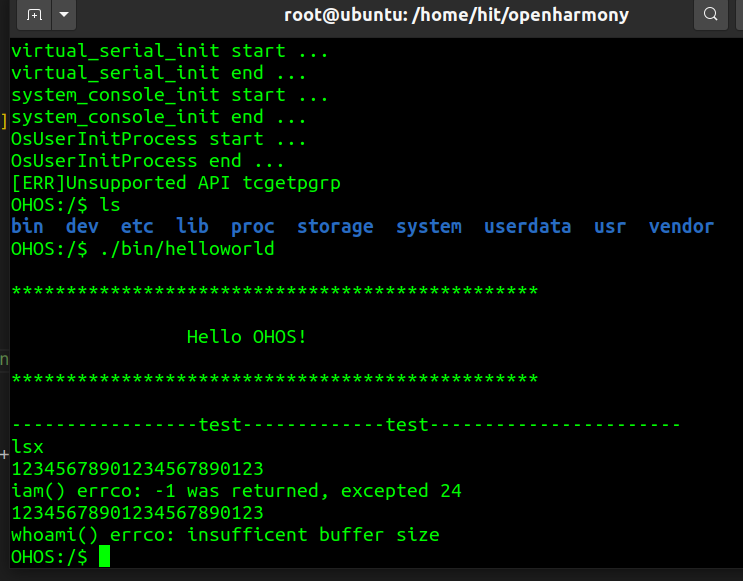 root@ubuntu: /home/hit/openharmony
virtual_serial_init start ...
virtual_serial_init end ...
system_console_init start ...
system_console_init end ...
OsUserInitProcess start ...
OsUserInitProcess end ...
[ERR]Unsupported API tcgetpgrp
OHOS:/$ ls
bin dev etc lib proc storage system userdata usr vendor
OHOS:/$ ./bin/helloworld
************************************************
Hello OHOS!
************************************************
-----------------test-------------test-----------------------
lsx
12345678901234567890123
iam() errco: -1 was returned, excepted 24
12345678901234567890123
whoami() errco: insufficent buffer size
OHOS:/$